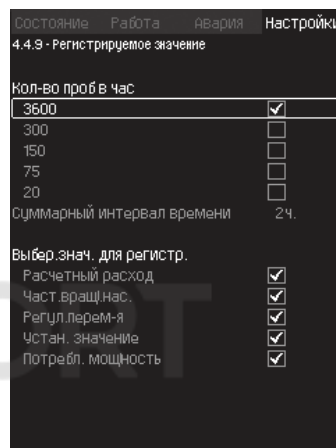 Состояние Работа Авария Настройки
4.4.9 - Регистрируемое значение
Кол-во проб в час
3600
300
150
75
20
Суммарный интервал времени 2ч.
Выбер.знач. для регистр.
Расчетный расход
Част.вращ.нас.
Регул.перем-я
Устан. значение
Потребл. мощность